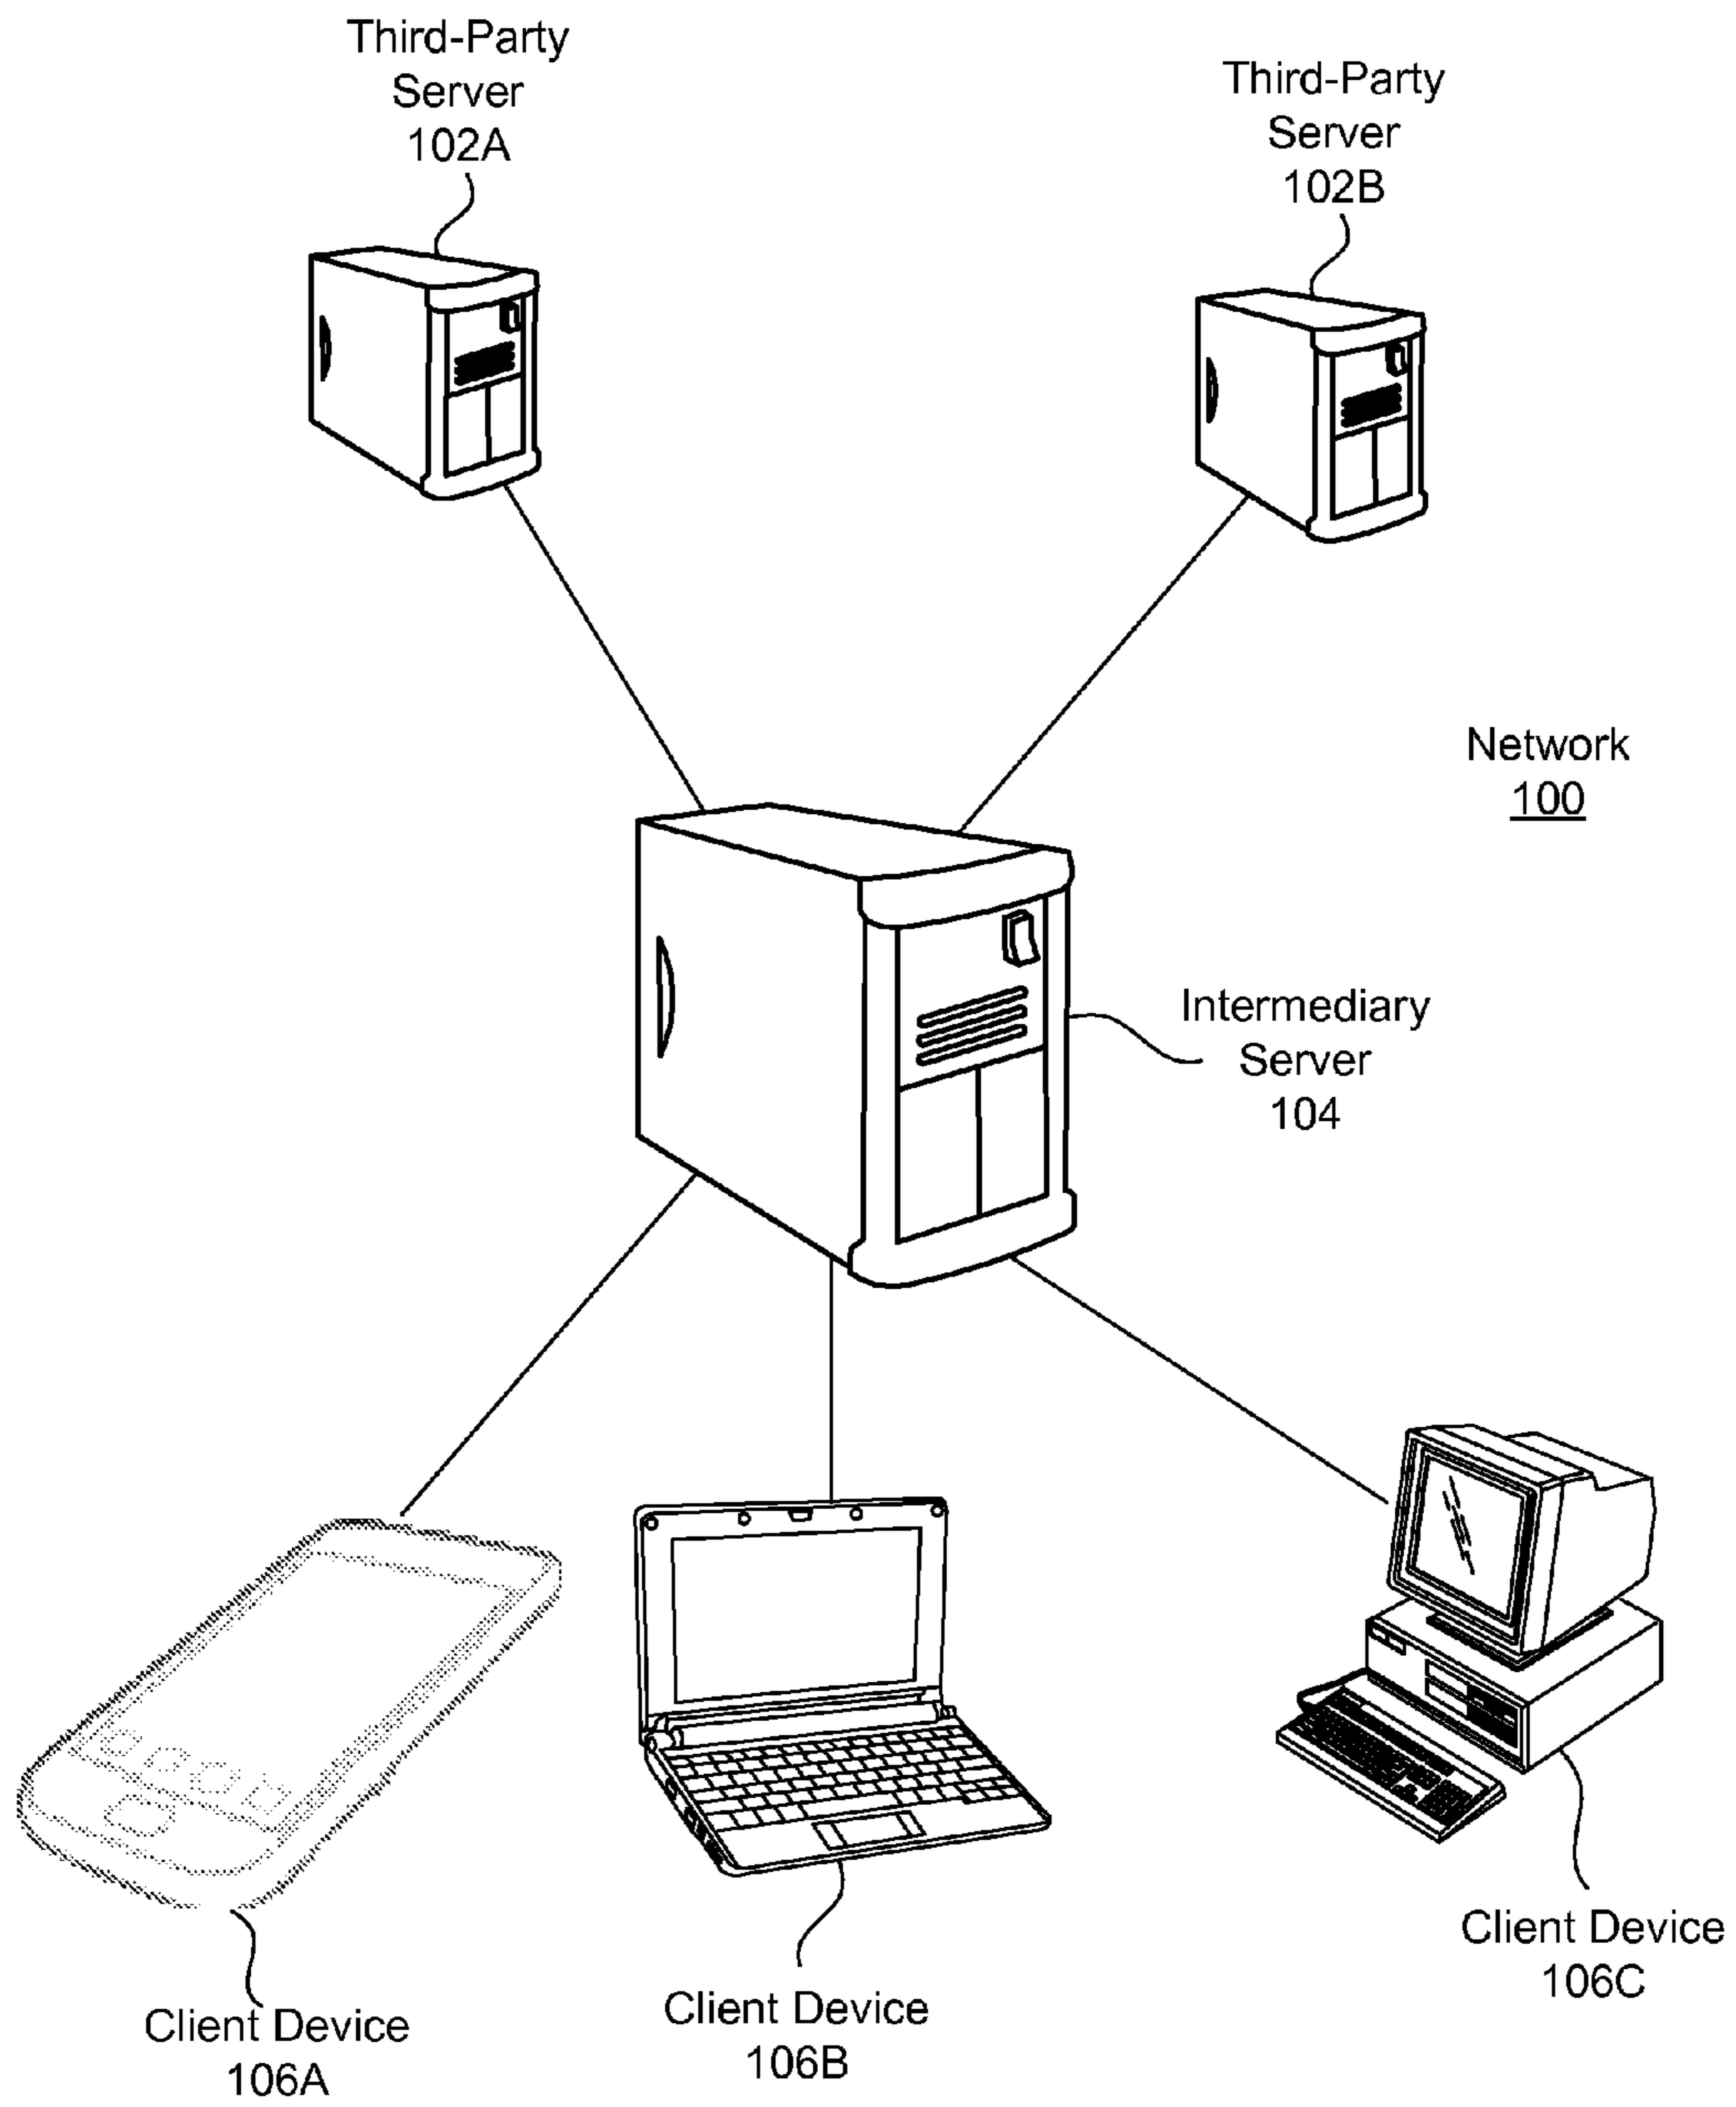 Third-Party
Server
102A
Third-Party
Server
102B
Network
100
Intermediary
Server
104
Client Device
106A
Client Device
106B
Client Device
106C